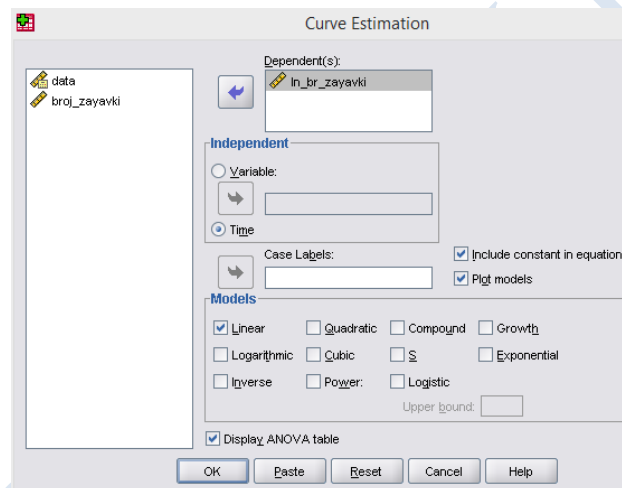 Curve Estimation
data
broj_zayavki
Dependent(s):
ln_br_zayavki
Independent
Variable:
Time
Case Labels:
Include constant in equation
Plot models
Models
Linear
Quadratic
Compound
Growth
Logarithmic
Cubic
S
Exponential
Inverse
Power:
Logistic
Upper bound:
Display ANOVA table
OK
Paste
Reset
Cancel
Help